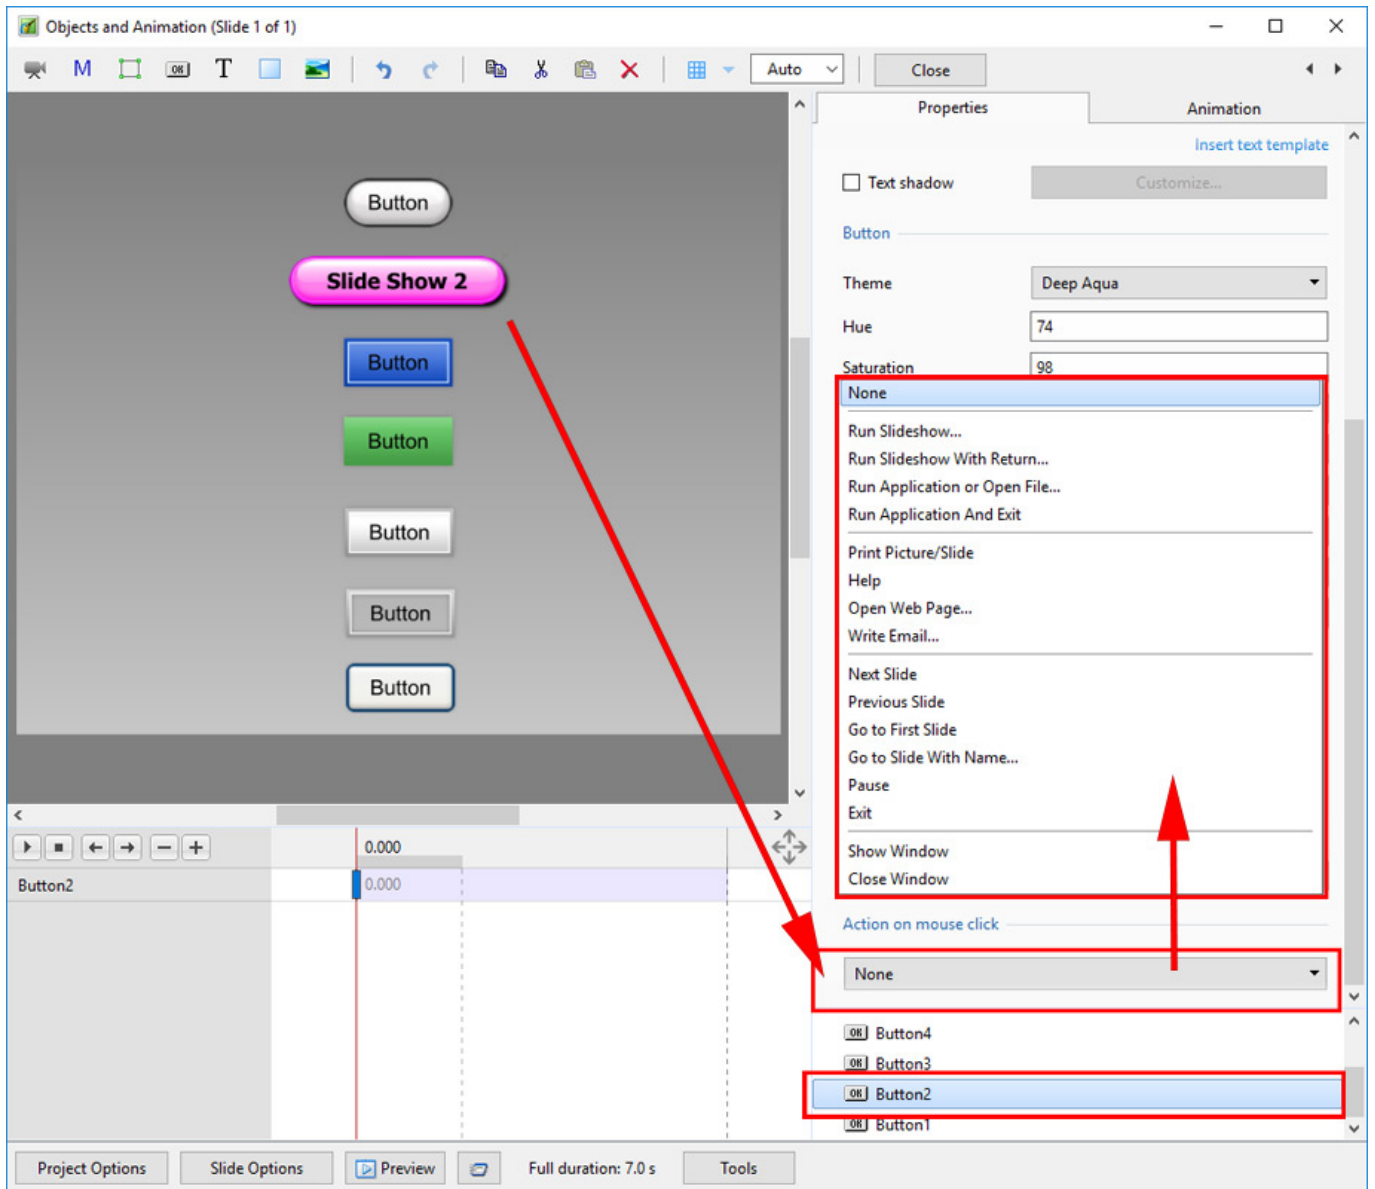 Objects and Animation (Slide 1 of 1)
M OK T Auto Close
Properties Animation
Insert text template
Text shadow Customize...
Button
Theme Deep Aqua
Hue 74
Saturation 98
None
Run Slideshow...
Run Slideshow With Return...
Run Application or Open File...
Run Application And Exit
Print Picture/Slide
Help
Open Web Page...
Write Email...
Next Slide
Previous Slide
Go to First Slide
Go to Slide With Name...
Pause
Exit
Show Window
Close Window
Action on mouse click
None
OK Button4
OK Button3
OK Button2
OK Button1
Button
Slide Show 2
Button
Button
Button
Button
Button
0.000
Button2 0.000
Project Options Slide Options Preview Full duration: 7.0 s Tools